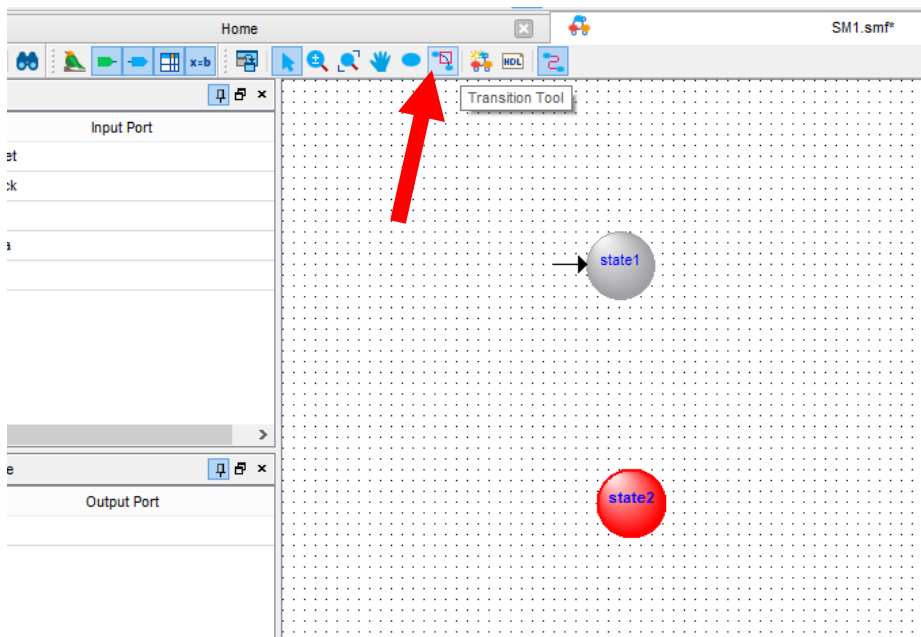 Home
SM1.smf*
x=b
HDL
Transition Tool
Input Port
et
ck
a
state1
e
Output Port
state2